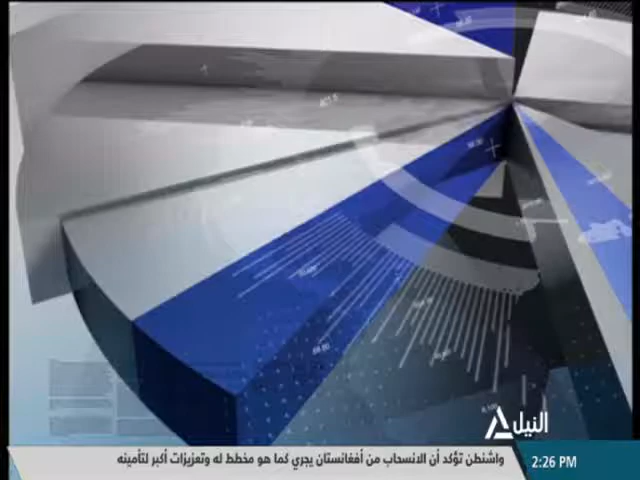 النيل
واشنطن تؤكد أن الانسحاب من أفغانستان يجري كما هو مخطط له وتعزيزات أكبر لتأمينه
2:26 PM